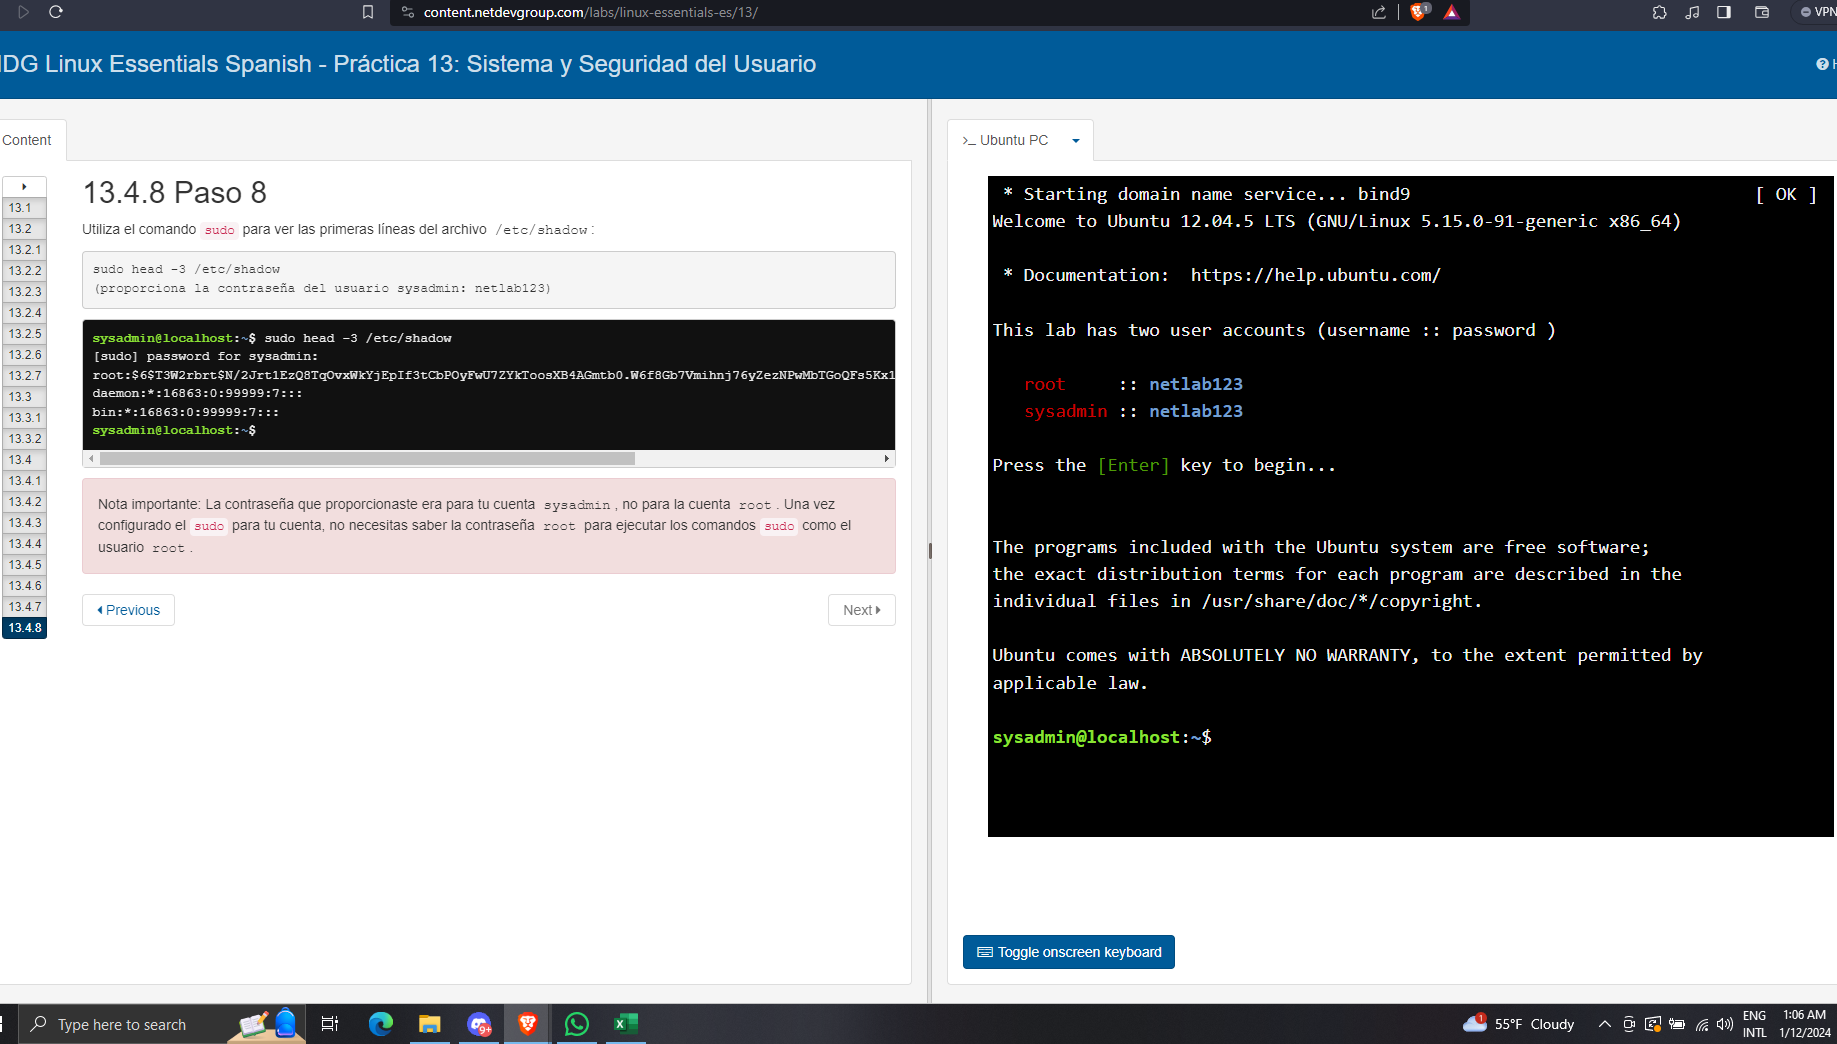 content.netdevgroup.com/labs/linux-essentials-es/13/
1
VPN
IDG Linux Essentials Spanish - Práctica 13: Sistema y Seguridad del Usuario
Content
13.1
13.2
13.2.1
13.2.2
13.2.3
13.2.4
13.2.5
13.2.6
13.2.7
13.3
13.3.1
13.3.2
13.4
13.4.1
13.4.2
13.4.3
13.4.4
13.4.5
13.4.6
13.4.7
13.4.8
13.4.8 Paso 8
Utiliza el comando sudo para ver las primeras líneas del archivo /etc/shadow:
sudo head -3 /etc/shadow
(proporciona la contraseña del usuario sysadmin: netlab123)
sysadmin@localhost:~$ sudo head -3 /etc/shadow
[sudo] password for sysadmin:
root:$6$T3W2rbrt$N/2Jrt1EzQ8TqOvxWkYjEpIf3tCbPOyFwU7ZYkToosXB4AGmtb0.W6f8Gb7Vmihnj76yZezNPwMbTGoQFs5Kx1
daemon:*:16863:0:99999:7:::
bin:*:16863:0:99999:7:::
sysadmin@localhost:~$
Nota importante: La contraseña que proporcionaste era para tu cuenta sysadmin, no para la cuenta root. Una vez
configurado el sudo para tu cuenta, no necesitas saber la contraseña root para ejecutar los comandos sudo como el
usuario root.
Previous
Next
>_ Ubuntu PC
* Starting domain name service... bind9 [ OK ]
Welcome to Ubuntu 12.04.5 LTS (GNU/Linux 5.15.0-91-generic x86_64)
* Documentation: https://help.ubuntu.com/
This lab has two user accounts (username :: password )
root :: netlab123
sysadmin :: netlab123
Press the [Enter] key to begin...
The programs included with the Ubuntu system are free software;
the exact distribution terms for each program are described in the
individual files in /usr/share/doc/*/copyright.
Ubuntu comes with ABSOLUTELY NO WARRANTY, to the extent permitted by
applicable law.
sysadmin@localhost:~$
Toggle onscreen keyboard
Type here to search
9+
1
55°F Cloudy
ENG
INTL
1:06 AM
1/12/2024